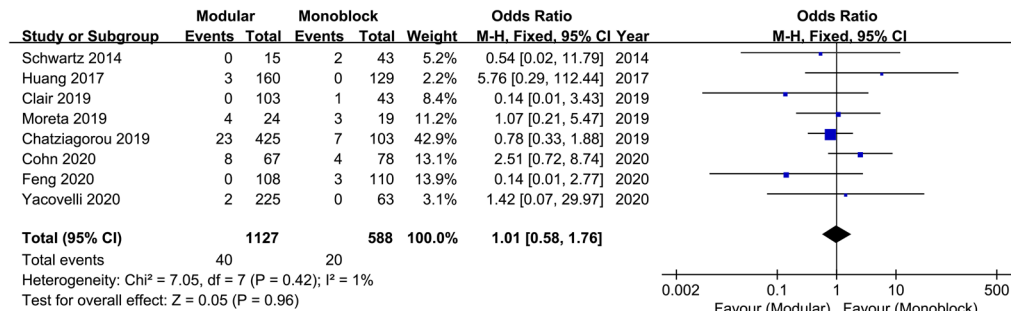 Modular Monoblock Odds Ratio Odds Ratio
Study or Subgroup Events Total Events Total Weight M-H, Fixed, 95% CI Year M-H, Fixed, 95% CI
Schwartz 2014 0 15 2 43 5.2% 0.54 [0.02, 11.79] 2014
Huang 2017 3 160 0 129 2.2% 5.76 [0.29, 112.44] 2017
Clair 2019 0 103 1 43 8.4% 0.14 [0.01, 3.43] 2019
Moreta 2019 4 24 3 19 11.2% 1.07 [0.21, 5.47] 2019
Chatziagorou 2019 23 425 7 103 42.9% 0.78 [0.33, 1.88] 2019
Cohn 2020 8 67 4 78 13.1% 2.51 [0.72, 8.74] 2020
Feng 2020 0 108 3 110 13.9% 0.14 [0.01, 2.77] 2020
Yacovelli 2020 2 225 0 63 3.1% 1.42 [0.07, 29.97] 2020
Total (95% CI) 1127 588 100.0% 1.01 [0.58, 1.76]
Total events 40 20
Heterogeneity: Chi² = 7.05, df = 7 (P = 0.42); I² = 1%
Test for overall effect: Z = 0.05 (P = 0.96)
0.002 0.1 1 10 500
Favour (Modular) Favour (Monoblock)